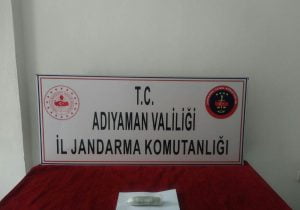 T.C.
ADIYAMAN VALİLİĞİ
İL JANDARMA KOMUTANLIĞI